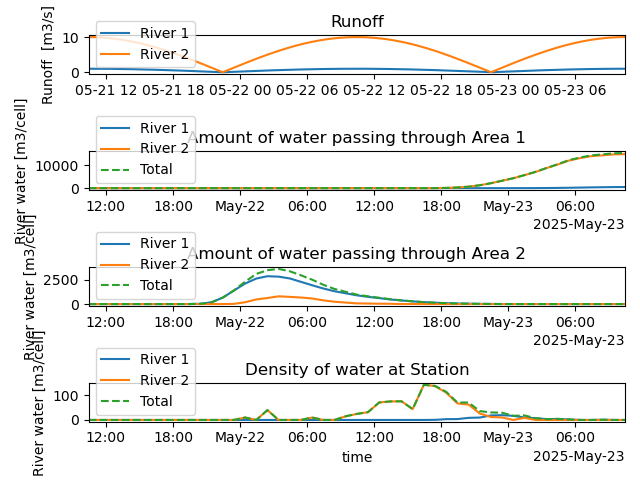 Runoff
River 1
River 2
Runoff [m3/s]
10
0
05-21 12 05-21 18 05-22 00 05-22 06 05-22 12 05-22 18 05-23 00 05-23 06
Amount of water passing through Area 1
River 1
River 2
Total
River water [m3/cell]
10000
0
12:00 18:00 May-22 06:00 12:00 18:00 May-23 06:00
2025-May-23
Amount of water passing through Area 2
River 1
River 2
Total
River water [m3/cell]
2500
0
12:00 18:00 May-22 06:00 12:00 18:00 May-23 06:00
2025-May-23
Density of water at Station
River 1
River 2
Total
River water [m3/cell]
100
0
12:00 18:00 May-22 06:00 12:00 18:00 May-23 06:00
time
2025-May-23